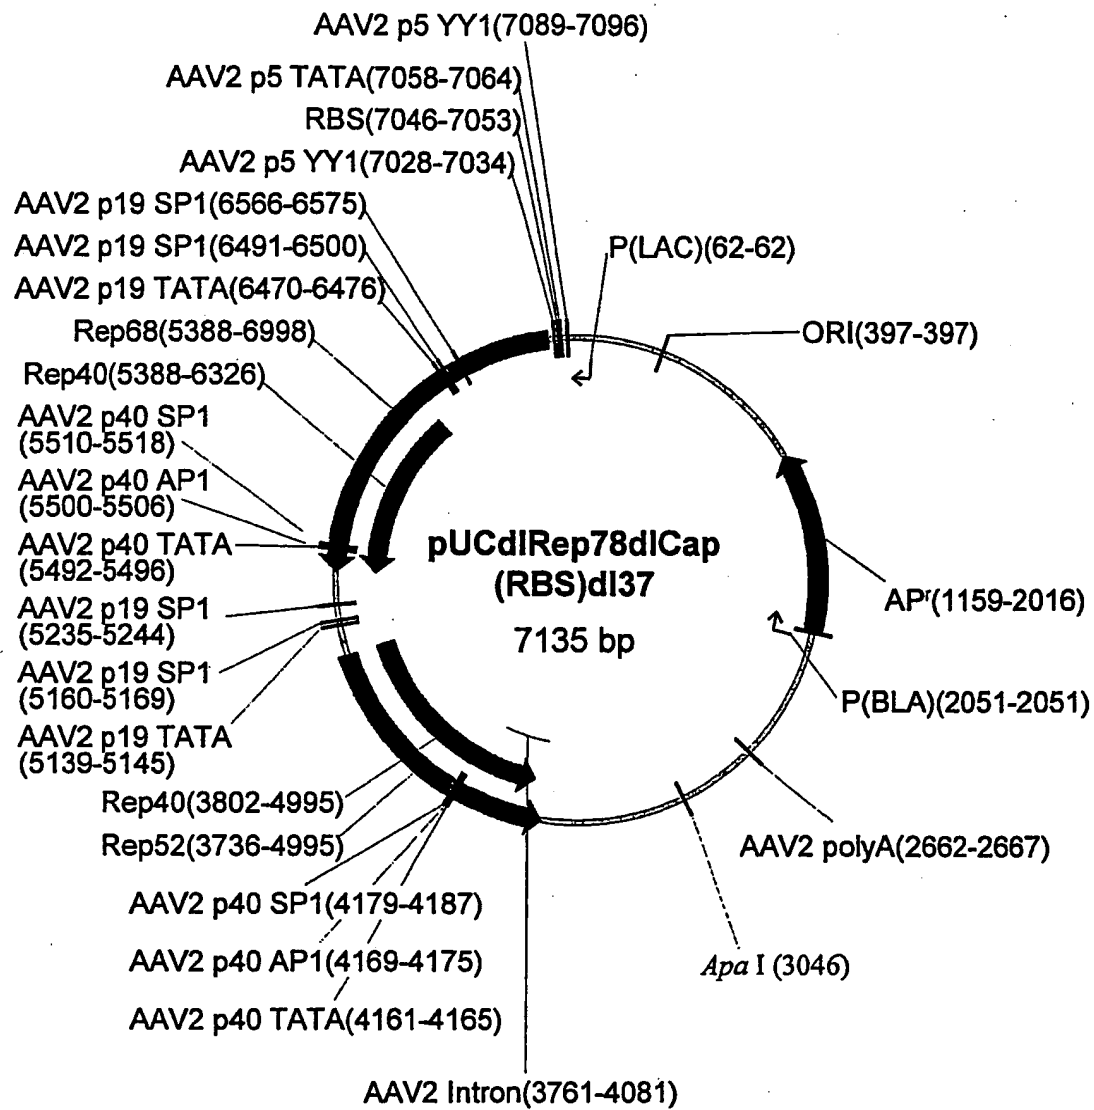 AAV2 p5 YY1(7089-7096)
AAV2 p5 TATA(7058-7064)
RBS(7046-7053)
AAV2 p5 YY1(7028-7034)
AAV2 p19 SP1(6566-6575)
AAV2 p19 SP1(6491-6500)
AAV2 p19 TATA(6470-6476)
Rep68(5388-6998)
Rep40(5388-6326)
AAV2 p40 SP1
(5510-5518)
AAV2 p40 AP1
(5500-5506)
AAV2 p40 TATA
(5492-5496)
AAV2 p19 SP1
(5235-5244)
AAV2 p19 SP1
(5160-5169)
AAV2 p19 TATA
(5139-5145)
Rep40(3802-4995)
Rep52(3736-4995)
AAV2 p40 SP1(4179-4187)
AAV2 p40 AP1(4169-4175)
AAV2 p40 TATA(4161-4165)
AAV2 Intron(3761-4081)
P(LAC)(62-62)
ORI(397-397)
APr(1159-2016)
P(BLA)(2051-2051)
AAV2 polyA(2662-2667)
Apa I (3046)
pUCdlRep78dlCap
(RBS)dl37
7135 bp